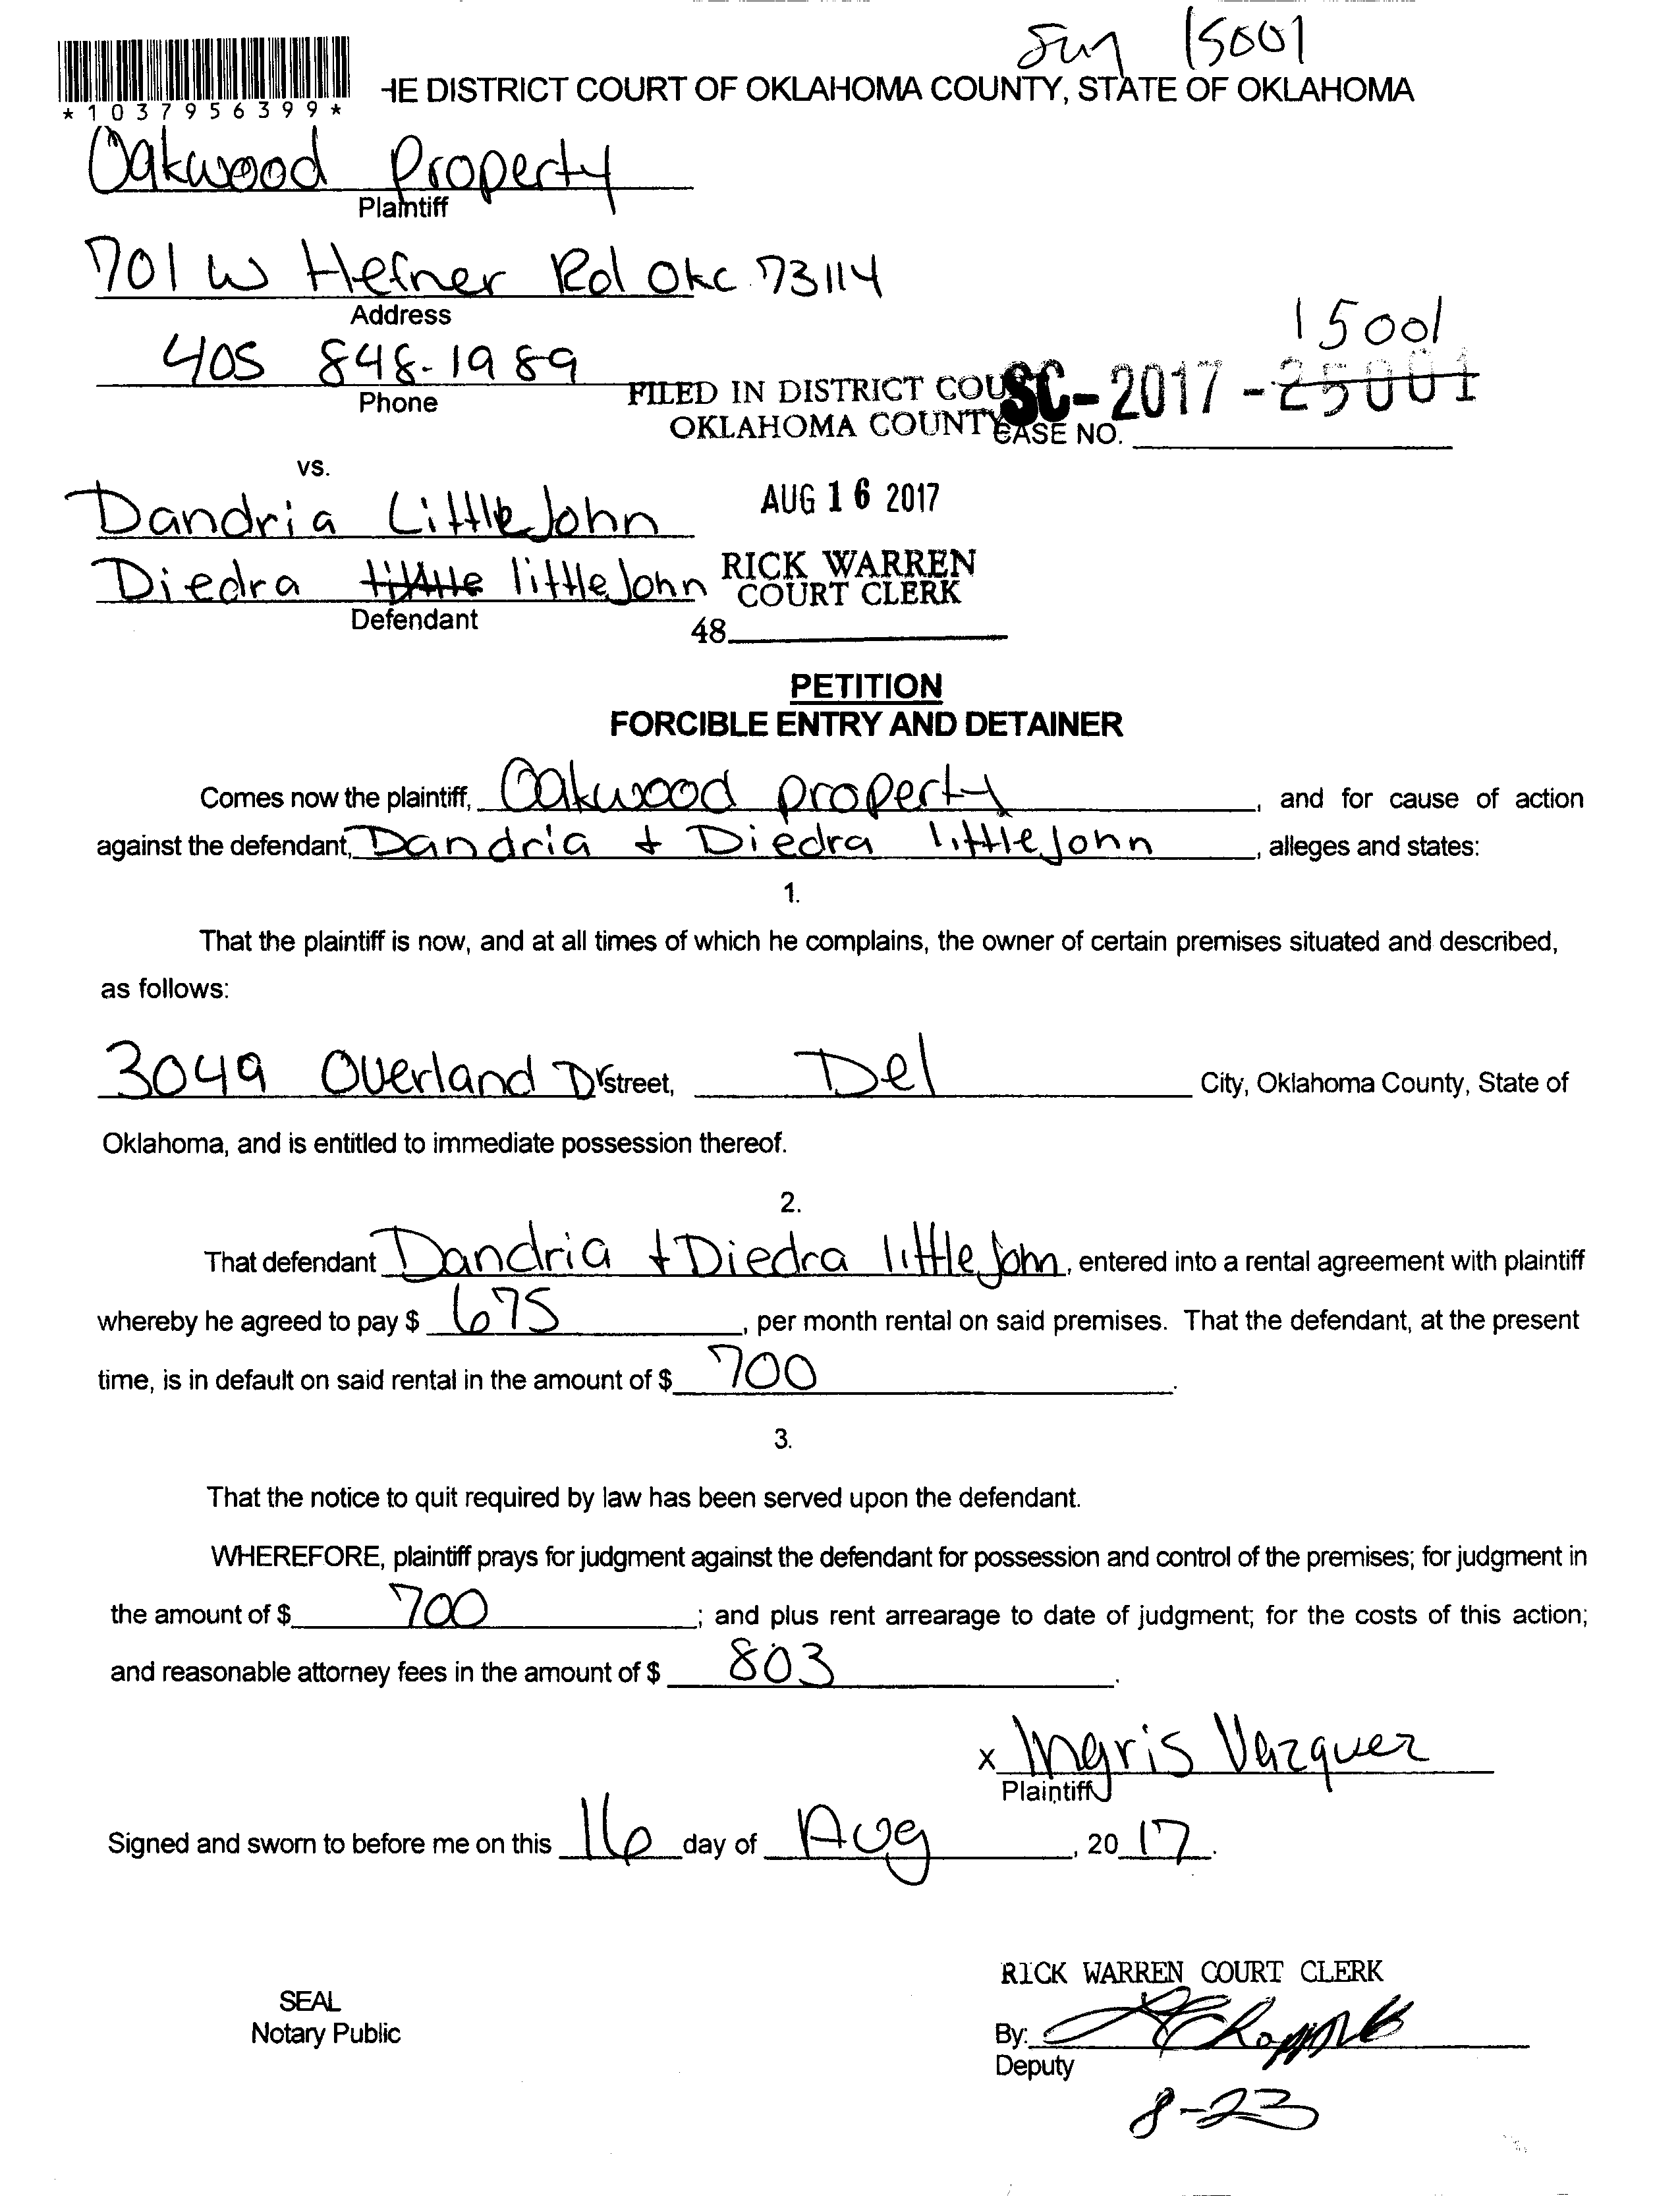 15001
*1037956399*
HE DISTRICT COURT OF OKLAHOMA COUNTY, STATE OF OKLAHOMA
Oakwood Property
Plaintiff
701 W Hefner Rd OKC 73114
Address
15001
405 848-1989
Phone
FILED IN DISTRICT COU SC-2017-25001
OKLAHOMA COUNTY CASE NO.
vs.
AUG 16 2017
Dandria LittleJohn
Diedra little littleJohn
RICK WARREN
COURT CLERK
Defendant
48
PETITION
FORCIBLE ENTRY AND DETAINER
Comes now the plaintiff, Oakwood property, and for cause of action
against the defendant, Dandria + Diedra littleJohn, alleges and states:
1.
That the plaintiff is now, and at all times of which he complains, the owner of certain premises situated and described,
as follows:
3049 Overland Dr street, Del City, Oklahoma County, State of
Oklahoma, and is entitled to immediate possession thereof.
2.
That defendant Dandria + Diedra little John, entered into a rental agreement with plaintiff
whereby he agreed to pay $ 675, per month rental on said premises. That the defendant, at the present
time, is in default on said rental in the amount of $ 700.
3.
That the notice to quit required by law has been served upon the defendant.
WHEREFORE, plaintiff prays for judgment against the defendant for possession and control of the premises; for judgment in
the amount of $ 700; and plus rent arrearage to date of judgment; for the costs of this action;
and reasonable attorney fees in the amount of $ 803.
x Ingris Vazquez
Plaintiff
Signed and sworn to before me on this 16 day of Aug, 20 17.
RICK WARREN COURT CLERK
SEAL
Notary Public
By:
Deputy
8-23